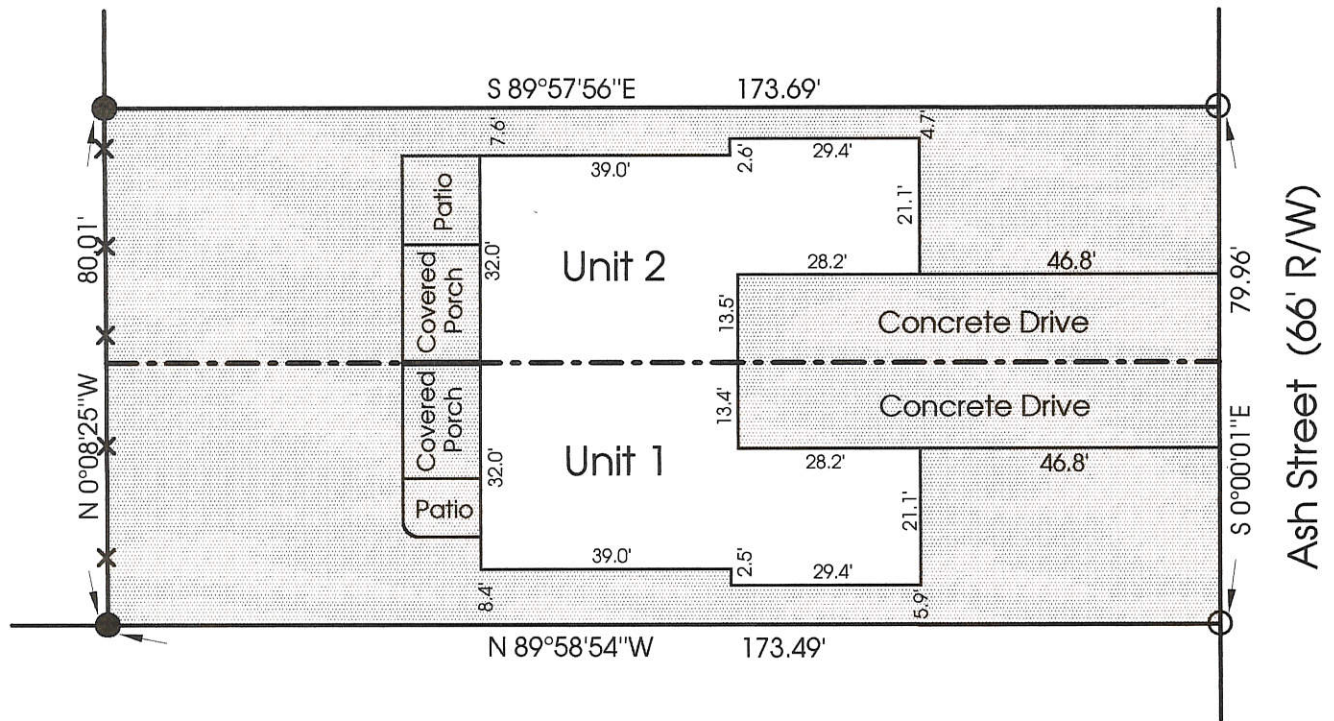 S 89°57'56"E 173.69'
7.6'
4.7'
39.0'
2.6'
29.4'
Patio
80.01'
32.0'
21.1'
Unit 2
28.2'
46.8'
79.96'
Covered
Porch
13.5'
Concrete Drive
Ash Street (66' R/W)
N 0°08'25"W
Covered
Porch
13.4'
Concrete Drive
Unit 1
28.2'
46.8'
32.0'
Patio
21.1'
S 0°00'01"E
39.0'
2.5'
29.4'
8.4'
5.9'
N 89°58'54"W 173.49'